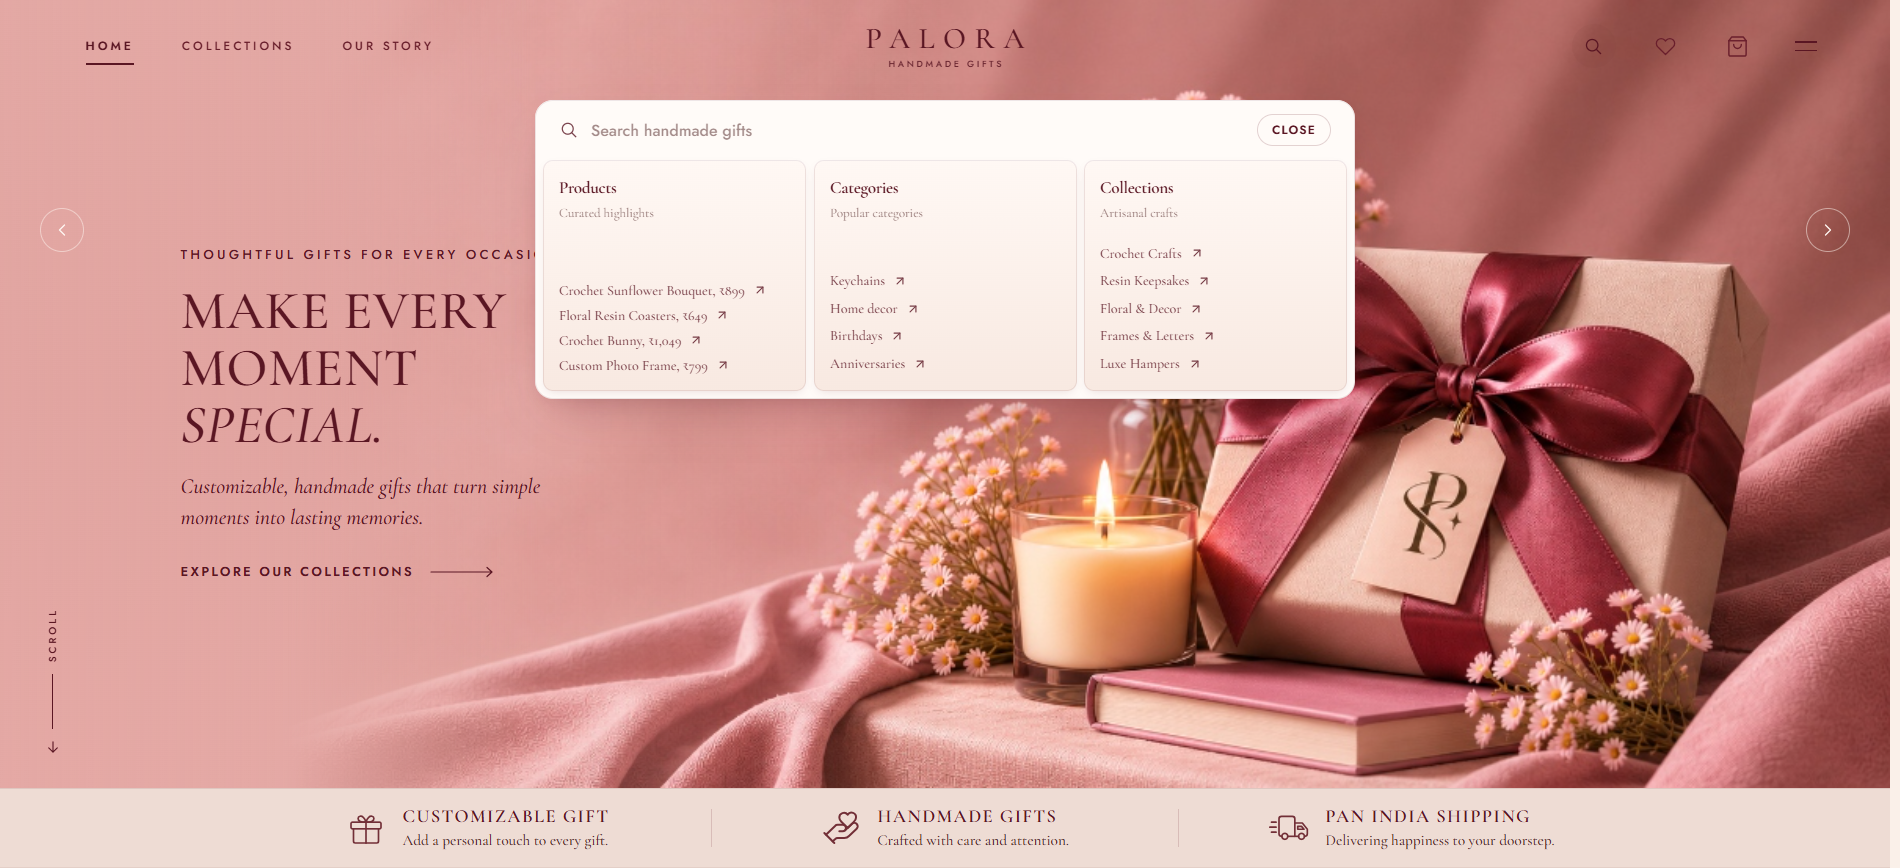 HOME COLLECTIONS OUR STORY
PALORA
HANDMADE GIFTS
Search handmade gifts
CLOSE
Products
Curated highlights
Crochet Sunflower Bouquet, ₹899
Floral Resin Coasters, ₹649
Crochet Bunny, ₹1,049
Custom Photo Frame, ₹799
Categories
Popular categories
Keychains
Home decor
Birthdays
Anniversaries
Collections
Artisanal crafts
Crochet Crafts
Resin Keepsakes
Floral & Decor
Frames & Letters
Luxe Hampers
THOUGHTFUL GIFTS FOR EVERY
MAKE EVERY
MOMENT
SPECIAL.
Customizable, handmade gifts that turn simple
moments into lasting memories.
EXPLORE OUR COLLECTIONS
SCROLL
CUSTOMIZABLE GIFT
Add a personal touch to every gift.
HANDMADE GIFTS
Crafted with care and attention.
PAN INDIA SHIPPING
Delivering happiness to your doorstep.